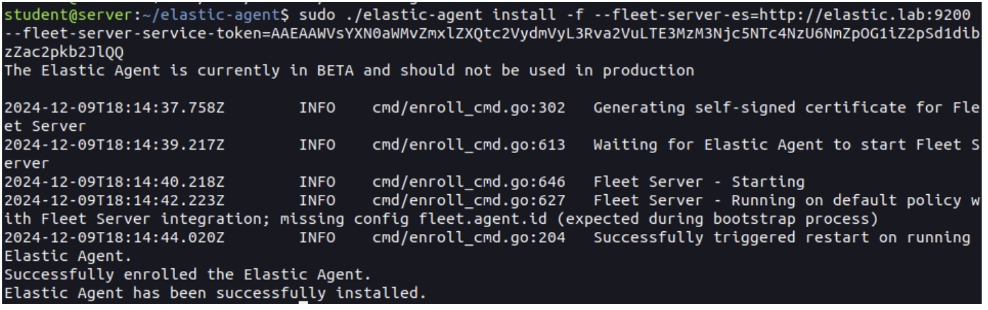 student@server:~/elastic-agent$ sudo ./elastic-agent install -f --fleet-server-es=http://elastic.lab:9200
--fleet-server-service-token=AAEAAWVsYXN0aWMvZmxlZXQtc2VydmVyL3Rva2VuLTE3MzM3Njc5NTc4NzU6NmZpOG1iZ2pSd1dib
zZac2pkb2JlQQ
The Elastic Agent is currently in BETA and should not be used in production
2024-12-09T18:14:37.758Z INFO cmd/enroll_cmd.go:302 Generating self-signed certificate for Fle
et Server
2024-12-09T18:14:39.217Z INFO cmd/enroll_cmd.go:613 Waiting for Elastic Agent to start Fleet S
erver
2024-12-09T18:14:40.218Z INFO cmd/enroll_cmd.go:646 Fleet Server - Starting
2024-12-09T18:14:42.223Z INFO cmd/enroll_cmd.go:627 Fleet Server - Running on default policy w
ith Fleet Server integration; missing config fleet.agent.id (expected during bootstrap process)
2024-12-09T18:14:44.020Z INFO cmd/enroll_cmd.go:204 Successfully triggered restart on running
Elastic Agent.
Successfully enrolled the Elastic Agent.
Elastic Agent has been successfully installed.